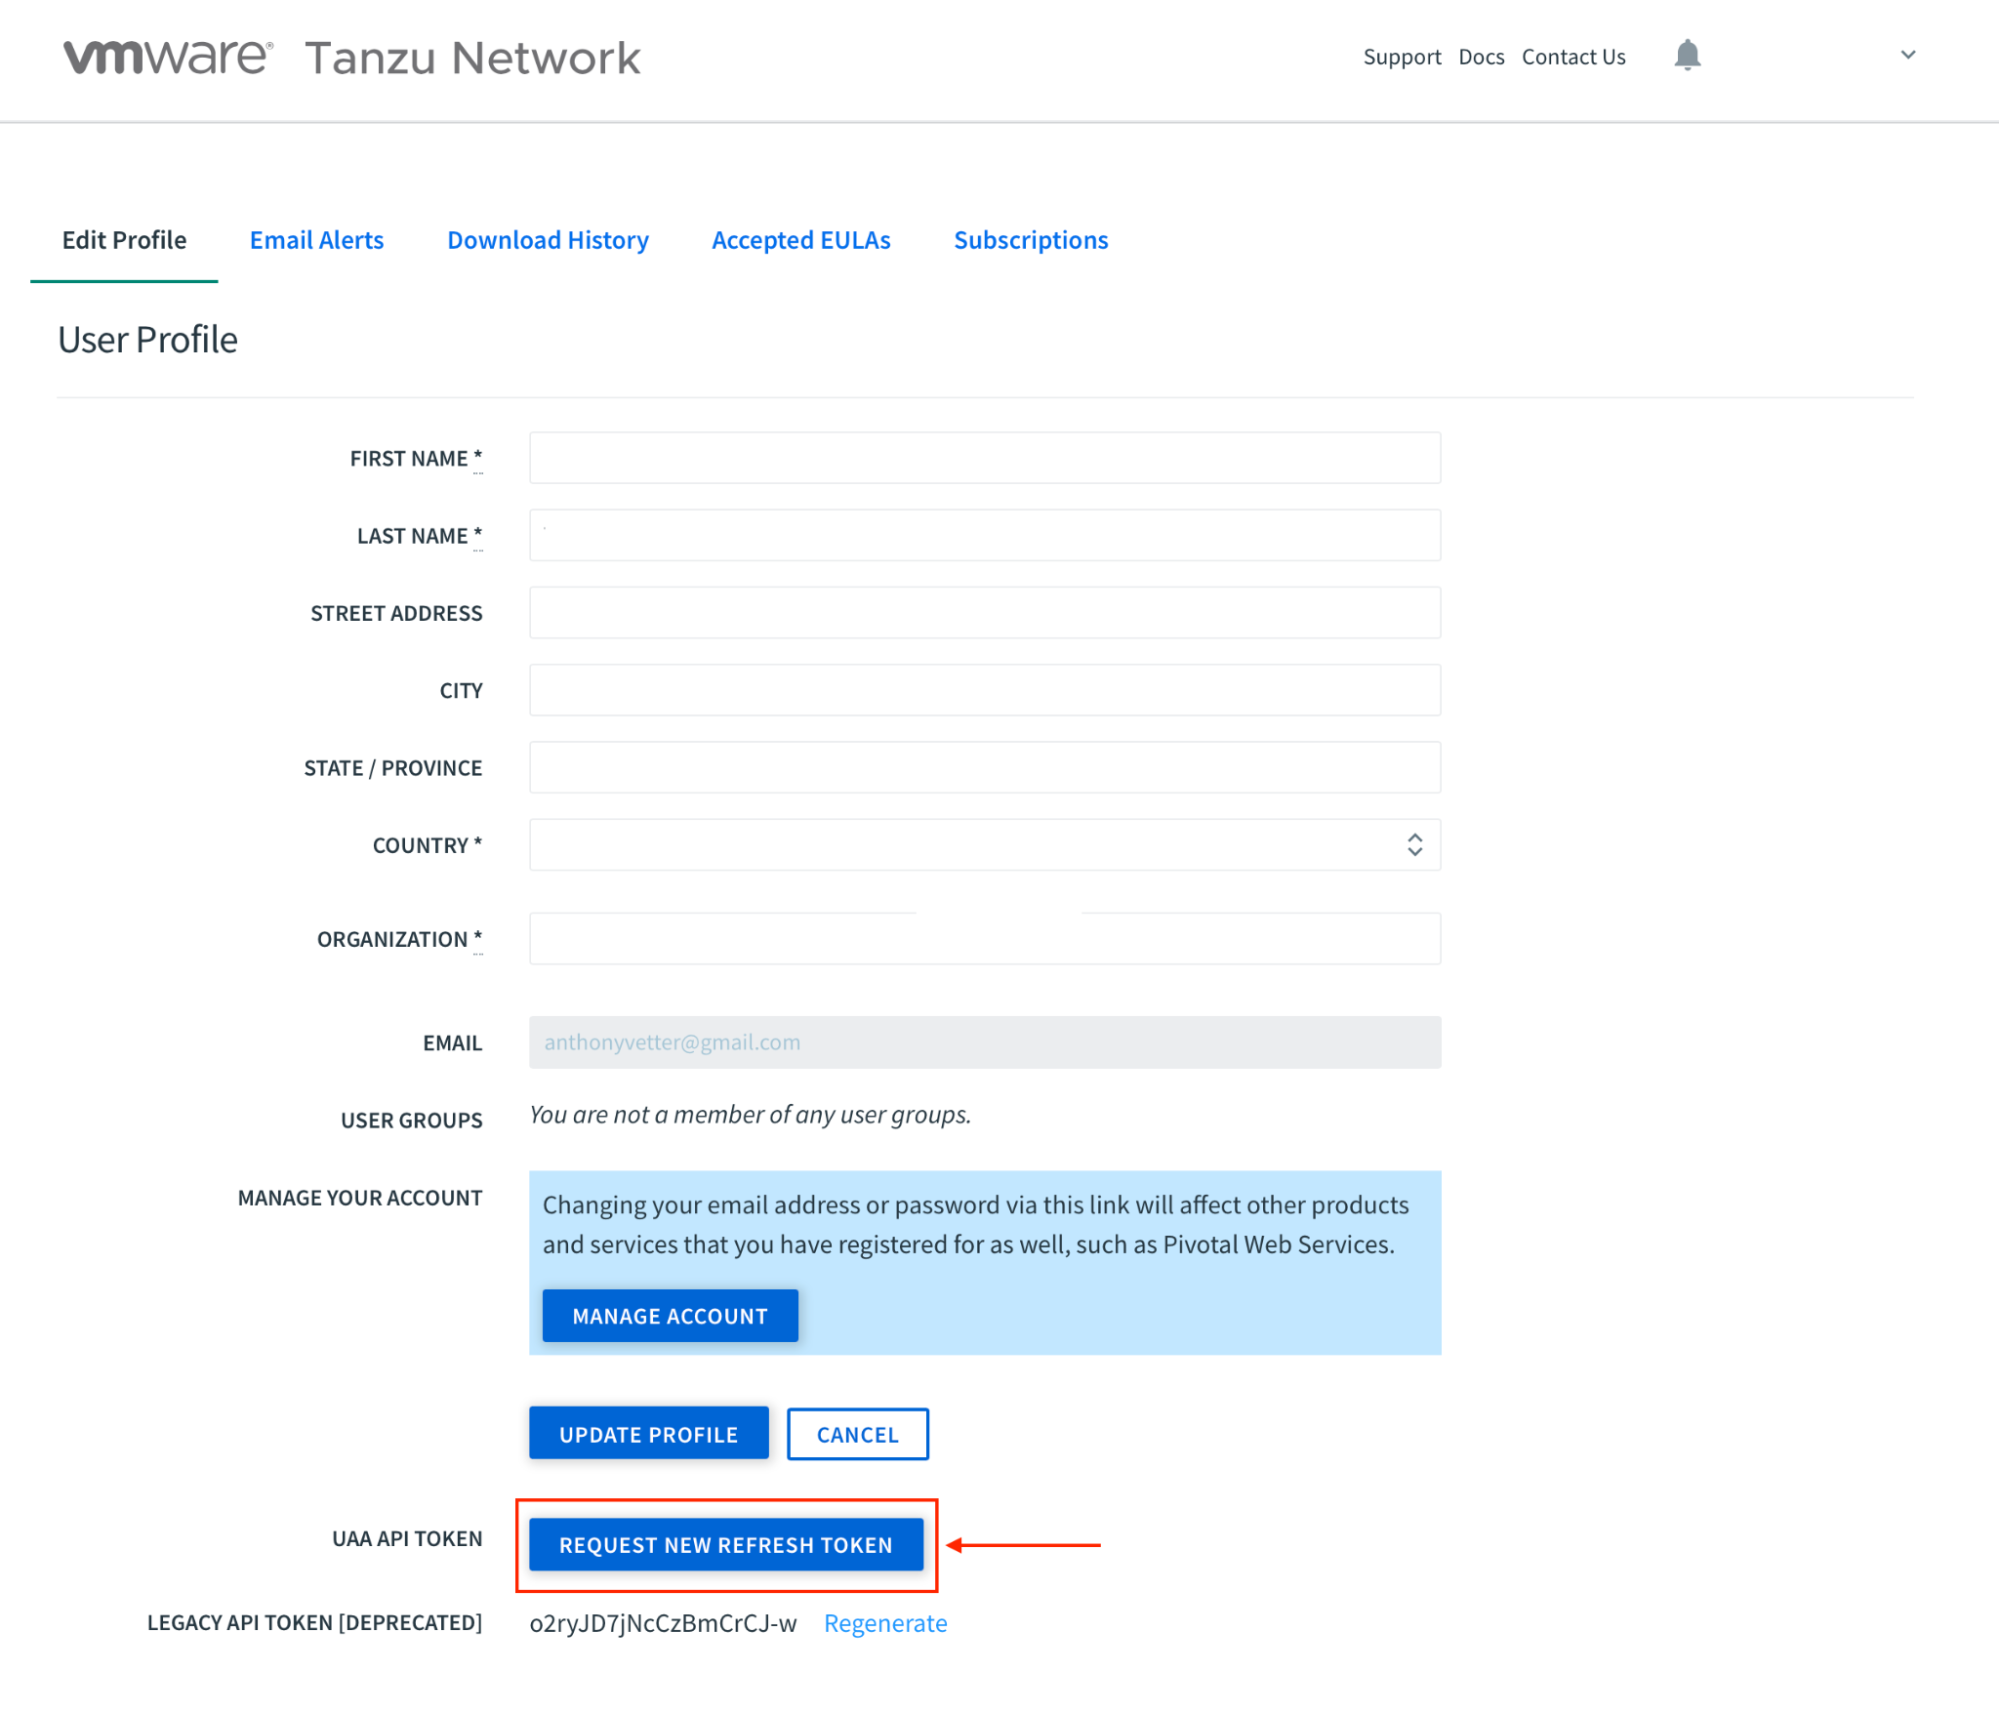 vmware® Tanzu Network
Support Docs Contact Us
Edit Profile Email Alerts Download History Accepted EULAs Subscriptions
User Profile
FIRST NAME *
LAST NAME *
STREET ADDRESS
CITY
STATE / PROVINCE
COUNTRY *
ORGANIZATION *
EMAIL anthonyvetter@gmail.com
USER GROUPS You are not a member of any user groups.
MANAGE YOUR ACCOUNT Changing your email address or password via this link will affect other products
and services that you have registered for as well, such as Pivotal Web Services.
MANAGE ACCOUNT
UPDATE PROFILE CANCEL
UAA API TOKEN REQUEST NEW REFRESH TOKEN
LEGACY API TOKEN [DEPRECATED] o2ryJD7jNcCzBmCrCJ-w Regenerate